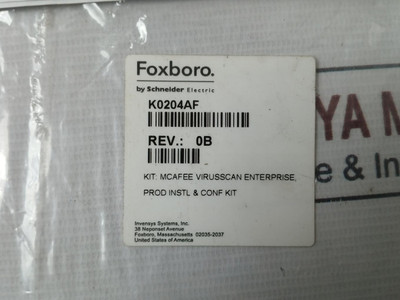 Foxboro.
by Schneider Electric
K0204AF
REV.: 0B
KIT: MCAFEE VIRUSSCAN ENTERPRISE,
PROD INSTL & CONF KIT
Invensys Systems, Inc.
38 Neponset Avenue
Foxboro, Massachusetts 02035-2037
United States of America
YA M
e & In